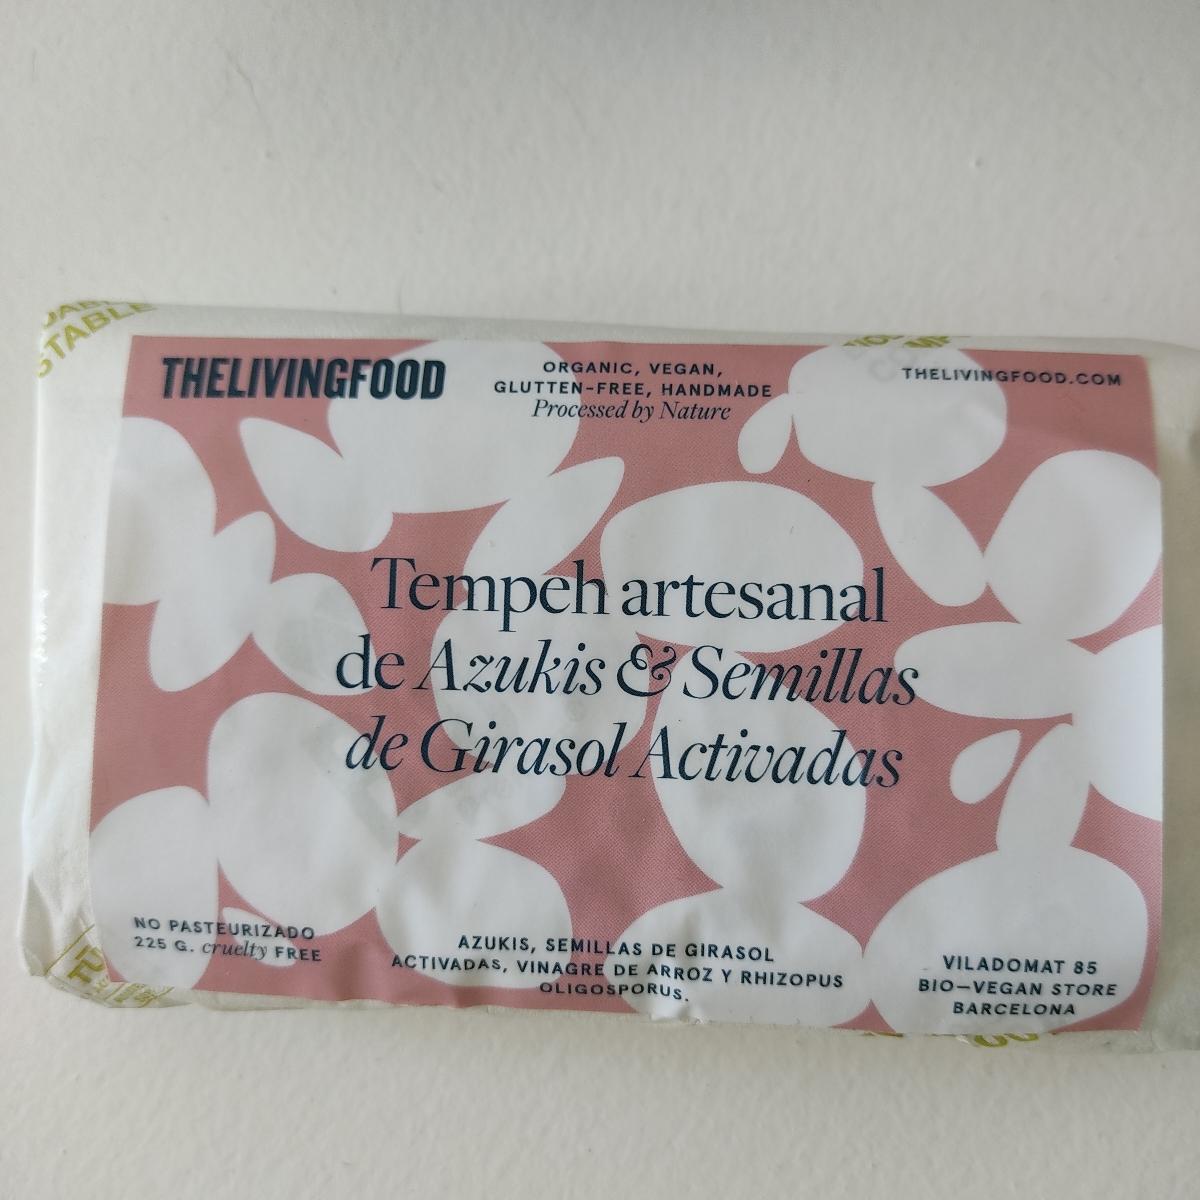 STABLE
THELIVINGFOOD
ORGANIC, VEGAN,
GLUTTEN-FREE, HANDMADE
Processed by Nature
THELIVINGFOOD.COM
Tempeh artesanal
de Azukis & Semillas
de Girasol Activadas
NO PASTEURIZADO
225 G. cruelty FREE
AZUKIS, SEMILLAS DE GIRASOL
ACTIVADAS, VINAGRE DE ARROZ Y RHIZOPUS
OLIGOSPORUS.
VILADOMAT 85
BIO—VEGAN STORE
BARCELONA